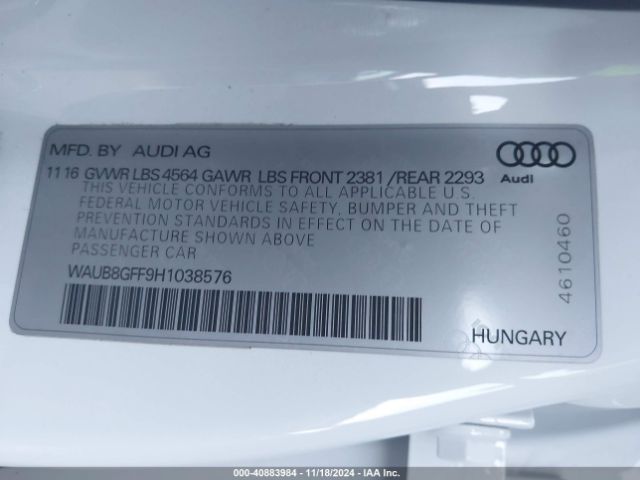 MFD. BY AUDI AG
11 16 GVWR LBS 4564 GAWR LBS FRONT 2381 /REAR 2293
THIS VEHICLE CONFORMS TO ALL APPLICABLE U.S.
FEDERAL MOTOR VEHICLE SAFETY, BUMPER AND THEFT
PREVENTION STANDARDS IN EFFECT ON THE DATE OF
MANUFACTURE SHOWN ABOVE
PASSENGER CAR
WAUB8GFF9H1038576
Audi
4610460
HUNGARY
000-40883984 - 11/18/2024 - IAAI.COM